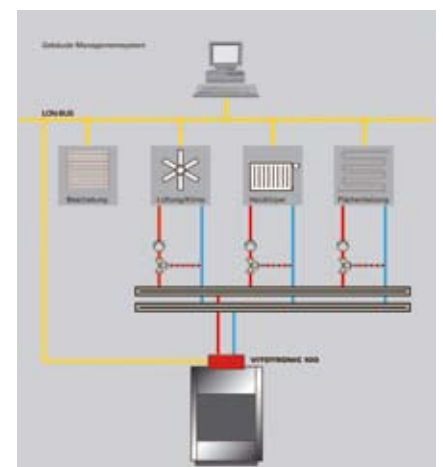 Gebäude Managementsystem
LON-BUS
Beschattung
Lüftung/Klima
Heizkörper
Flächenheizung
VITOTRONIC 100